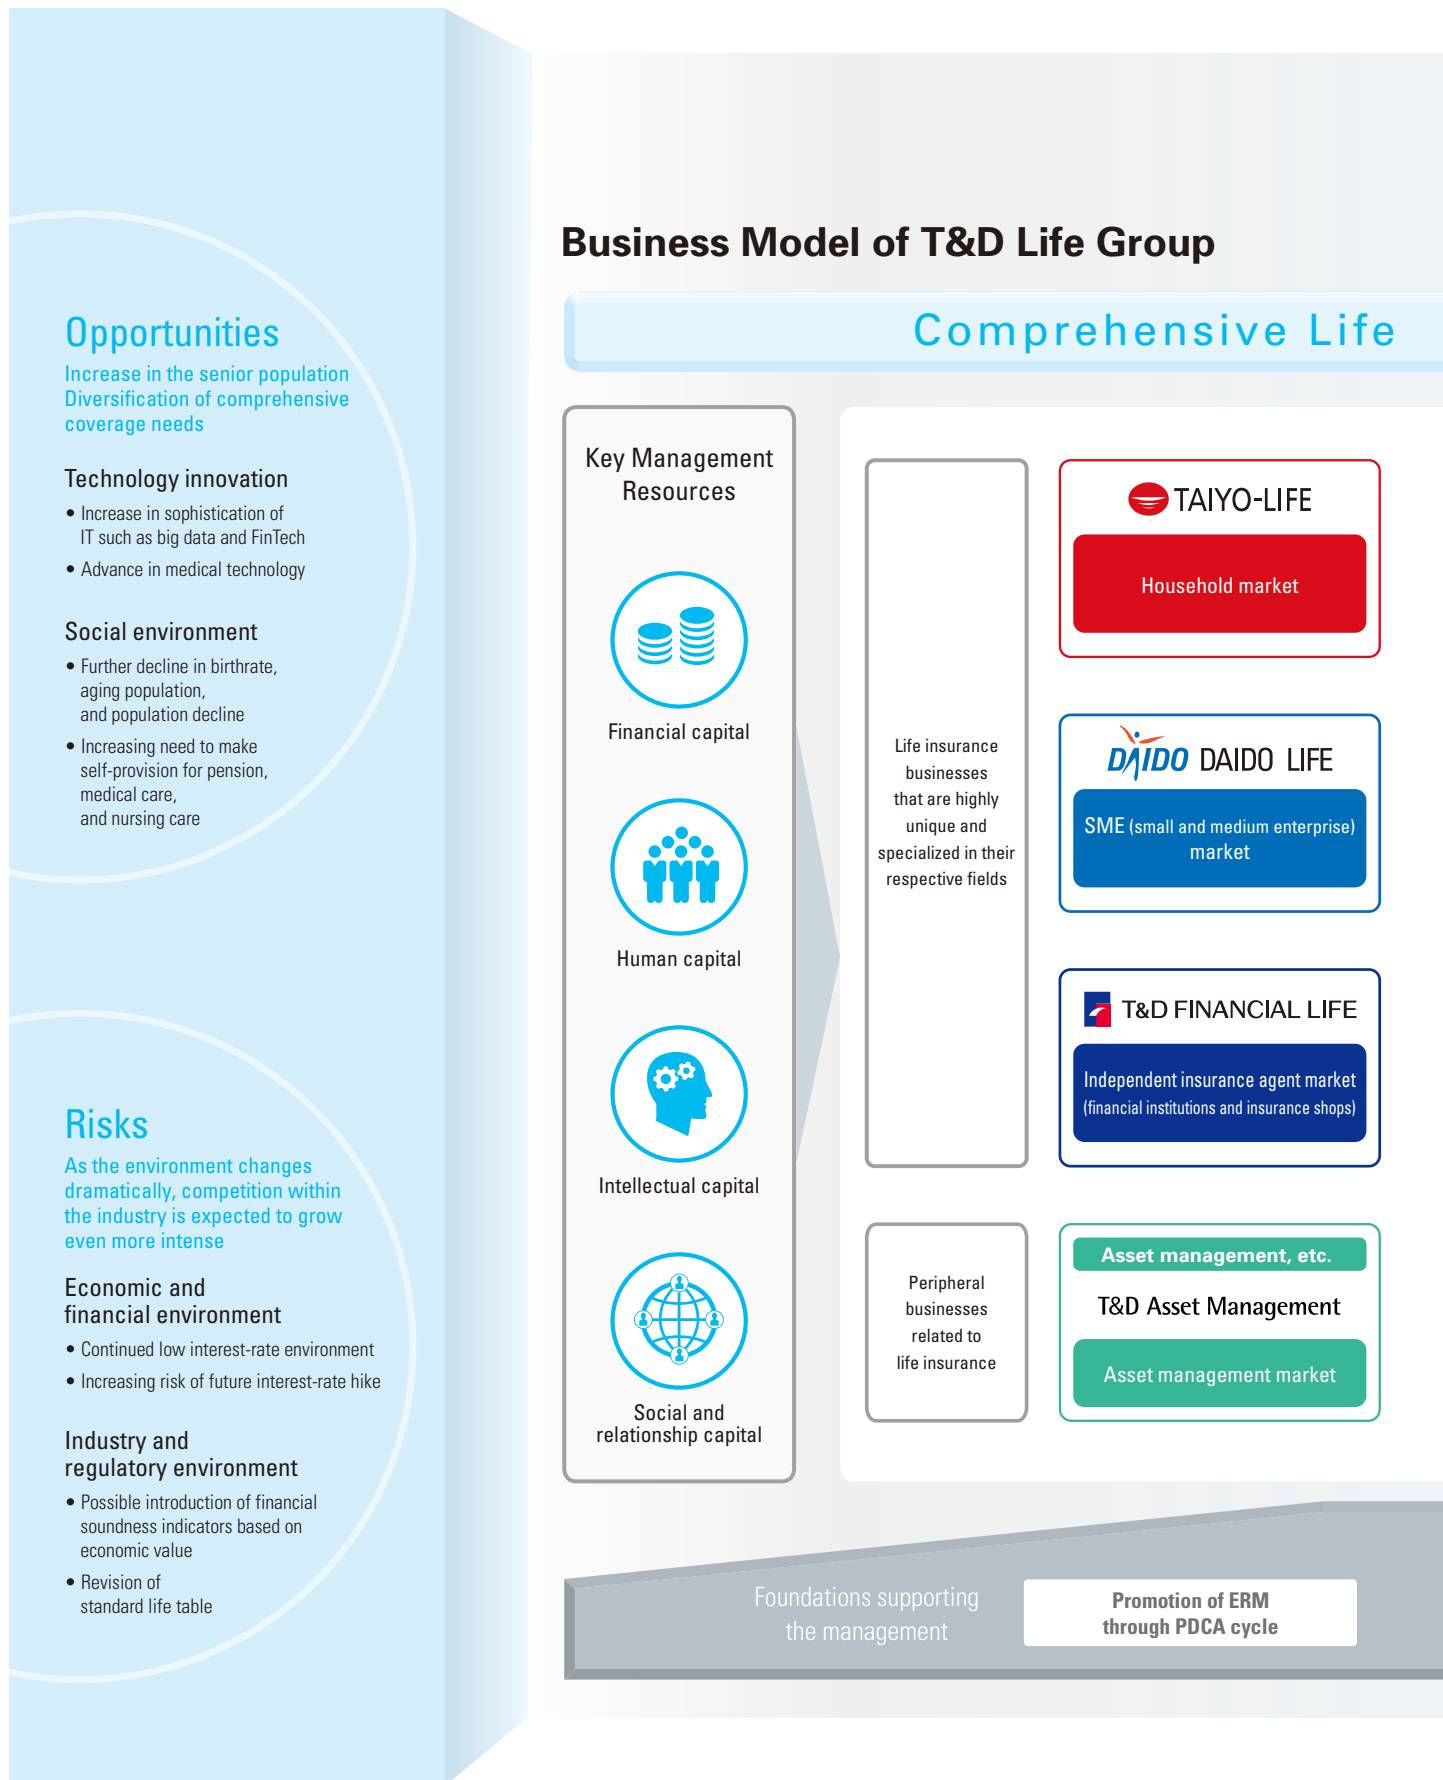 Opportunities
Increase in the senior population
Diversification of comprehensive
coverage needs
Technology innovation
• Increase in sophistication of
IT such as big data and FinTech
• Advance in medical technology
Social environment
• Further decline in birthrate,
aging population,
and population decline
• Increasing need to make
self-provision for pension,
medical care,
and nursing care
Risks
As the environment changes
dramatically, competition within
the industry is expected to grow
even more intense
Economic and
financial environment
• Continued low interest-rate environment
• Increasing risk of future interest-rate hike
Industry and
regulatory environment
• Possible introduction of financial
soundness indicators based on
economic value
• Revision of
standard life table
Business Model of T&D Life Group
Comprehensive Life
Key Management
Resources
Financial capital
Human capital
Intellectual capital
Social and
relationship capital
Life insurance
businesses
that are highly
unique and
specialized in their
respective fields
Peripheral
businesses
related to
life insurance
TAIYO-LIFE
Household market
DAIDO DAIDO LIFE
SME (small and medium enterprise)
market
T&D FINANCIAL LIFE
Independent insurance agent market
(financial institutions and insurance shops)
Asset management, etc.
T&D Asset Management
Asset management market
Foundations supporting
the management
Promotion of ERM
through PDCA cycle